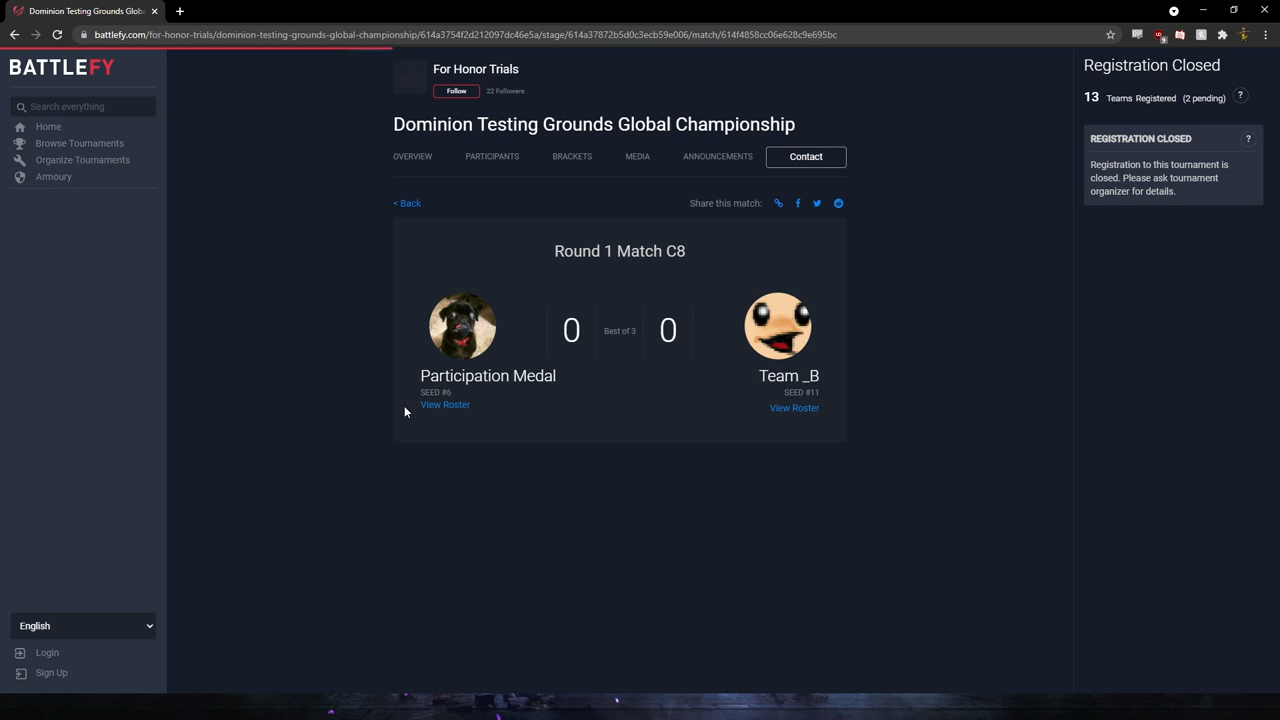 Dominion Testing Grounds Globa
battlefy.com/for-honor-trials/dominion-testing-grounds-global-championship/614a3754f2d212097dc46e5a/stage/614a37872b5d0c3ecb59e006/match/614f4858cc06e628c9e695bc
BATTLEFY
Search everything
Home
Browse Tournaments
Organize Tournaments
Armoury
English
Login
Sign Up
For Honor Trials
Follow 22 Followers
Dominion Testing Grounds Global Championship
OVERVIEW PARTICIPANTS BRACKETS MEDIA ANNOUNCEMENTS Contact
< Back Share this match:
Round 1 Match C8
0 Best of 3 0
Participation Medal Team _B
SEED #6 SEED #11
View Roster View Roster
Registration Closed
13 Teams Registered (2 pending) ?
REGISTRATION CLOSED ?
Registration to this tournament is
closed. Please ask tournament
organizer for details.